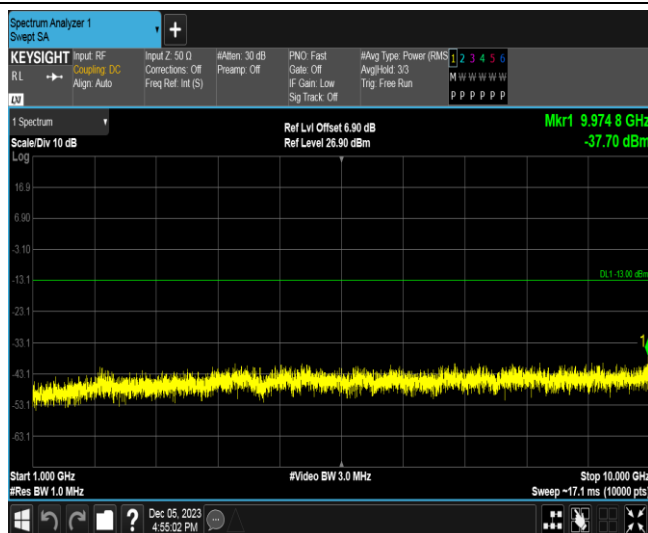 Spectrum Analyzer 1
Swept SA
KEYSIGHT
RL
Input: RF
Coupling: DC
Align: Auto
Input Z: 50 Ω
Corrections: Off
Freq Ref: Int (S)
#Atten: 30 dB
Preamp: Off
PNO: Fast
Gate: Off
IF Gain: Low
Sig Track: Off
#Avg Type: Power (RMS
Avg|Hold: 3/3
Trig: Free Run
1 2 3 4 5 6
M W W W W W
P P P P P P
LXI
1 Spectrum
Scale/Div 10 dB
Log
Ref Lvl Offset 6.90 dB
Ref Level 26.90 dBm
Mkr1 9.974 8 GHz
-37.70 dBm
16.9
6.90
-3.10
-13.1
DL1 -13.00 dBm
-23.1
-33.1
1
-43.1
-53.1
-63.1
Start 1.000 GHz
#Video BW 3.0 MHz
Stop 10.000 GHz
#Res BW 1.0 MHz
Sweep ~17.1 ms (10000 pts)
?
Dec 05, 2023
4:55:02 PM